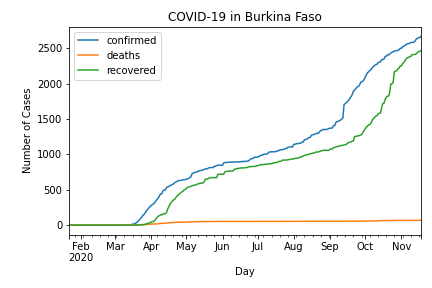 COVID-19 in Burkina Faso
confirmed
deaths
recovered
Number of Cases
2500
2000
1500
1000
500
0
Feb Mar Apr May Jun Jul Aug Sep Oct Nov
2020
Day